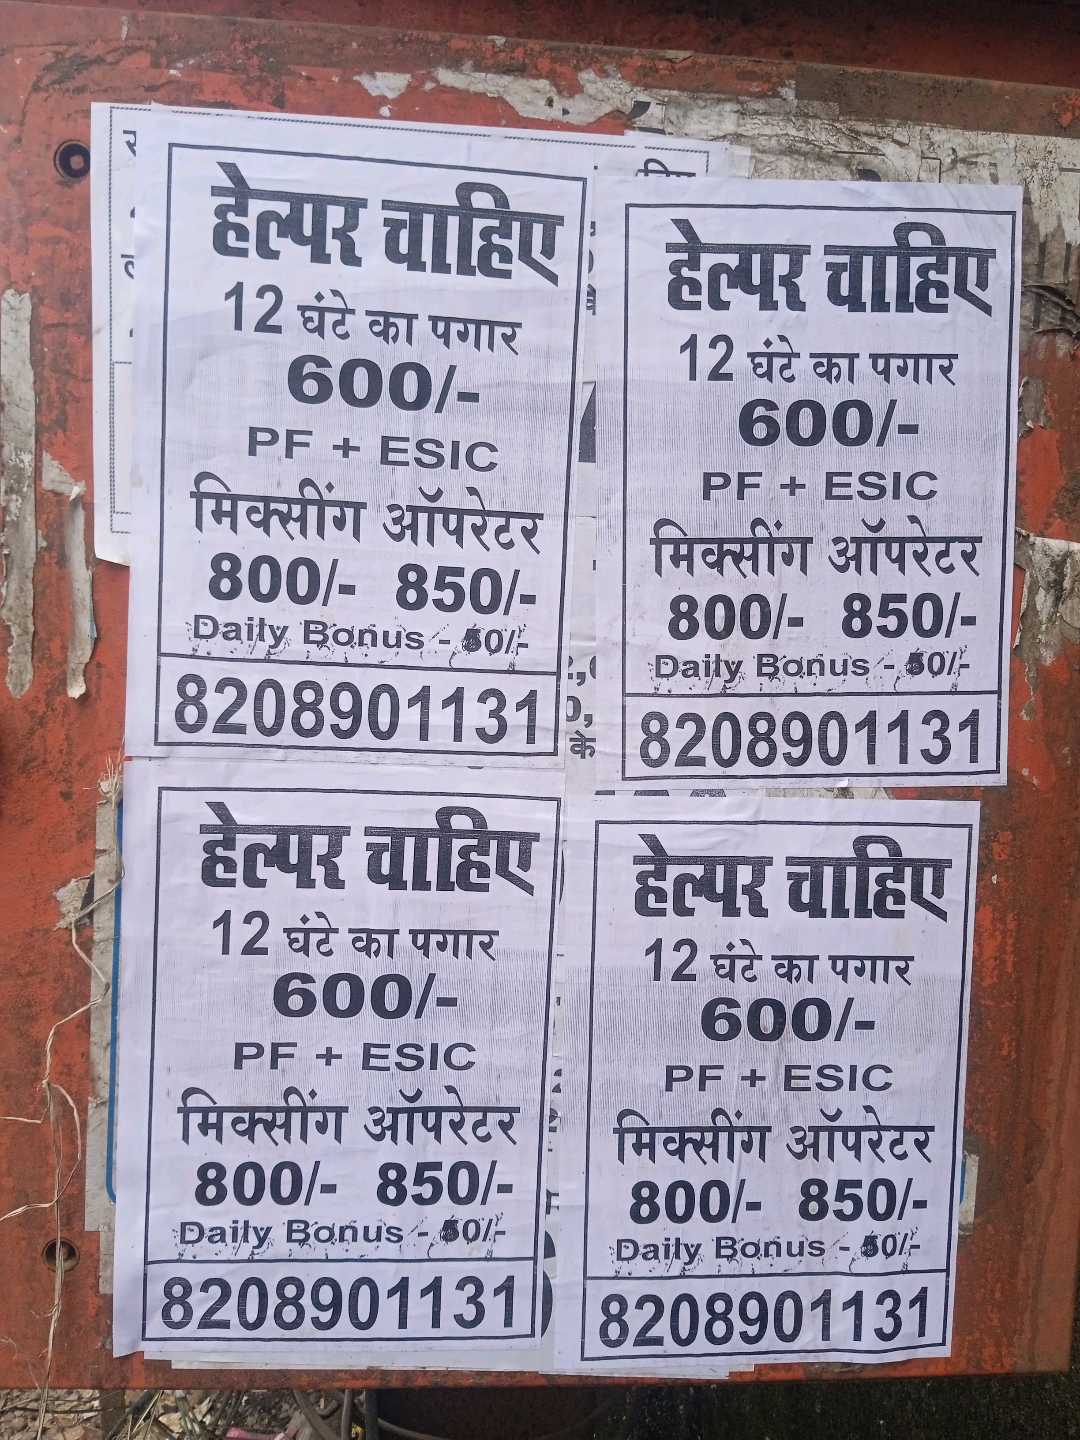 हेल्पर चाहिए
12 घंटे का पगार
600/-
PF + ESIC
मिक्सींग ऑपरेटर
800/- 850/-
Daily Bonus - 50/-
8208901131
हेल्पर चाहिए
12 घंटे का पगार
600/-
PF + ESIC
मिक्सींग ऑपरेटर
800/- 850/-
Daily Bonus - 50/-
8208901131
हेल्पर चाहिए
12 घंटे का पगार
600/-
PF + ESIC
मिक्सींग ऑपरेटर
800/- 850/-
Daily Bonus - 50/-
8208901131
हेल्पर चाहिए
12 घंटे का पगार
600/-
PF + ESIC
मिक्सींग ऑपरेटर
800/- 850/-
Daily Bonus - 50/-
8208901131